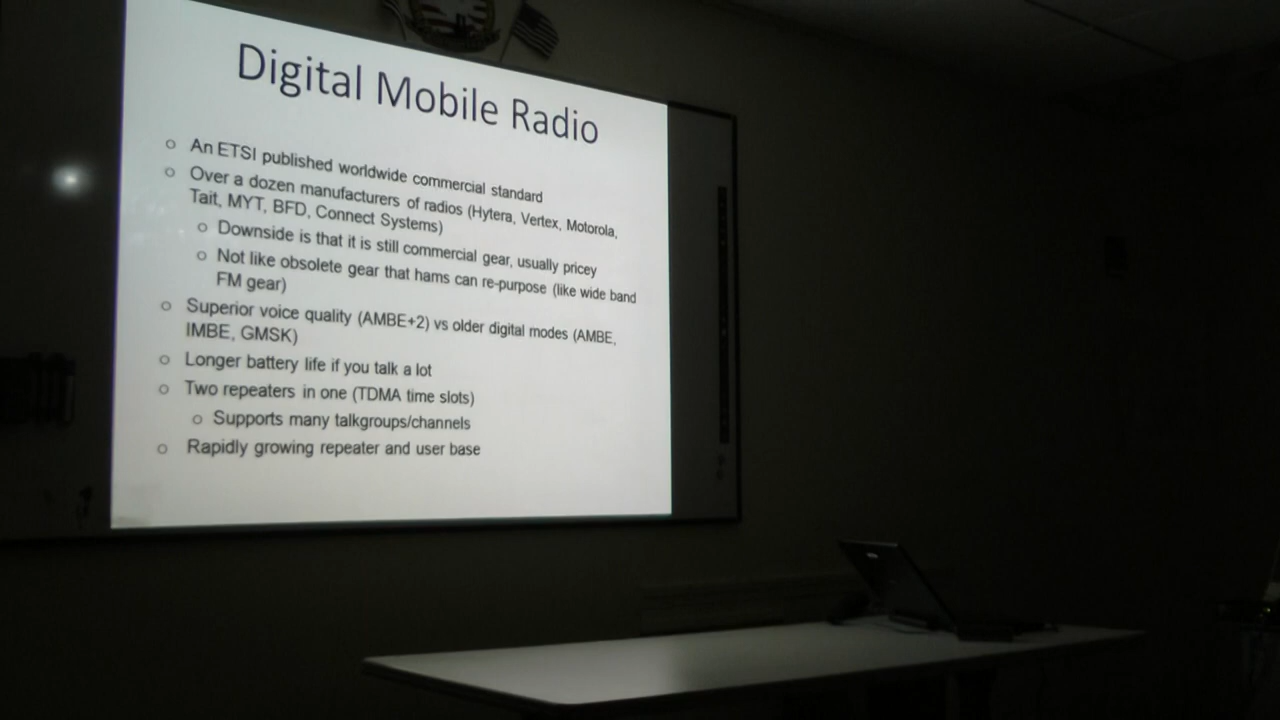 Digital Mobile Radio
o An ETSI published worldwide commercial standard
o Over a dozen manufacturers of radios (Hytera, Vertex, Motorola,
Tait, MYT, BFD, Connect Systems)
o Downside is that it is still commercial gear, usually pricey
o Not like obsolete gear that hams can re-purpose (like wide band
FM gear)
o Superior voice quality (AMBE+2) vs older digital modes (AMBE,
IMBE, GMSK)
o Longer battery life if you talk a lot
o Two repeaters in one (TDMA time slots)
o Supports many talkgroups/channels
o Rapidly growing repeater and user base